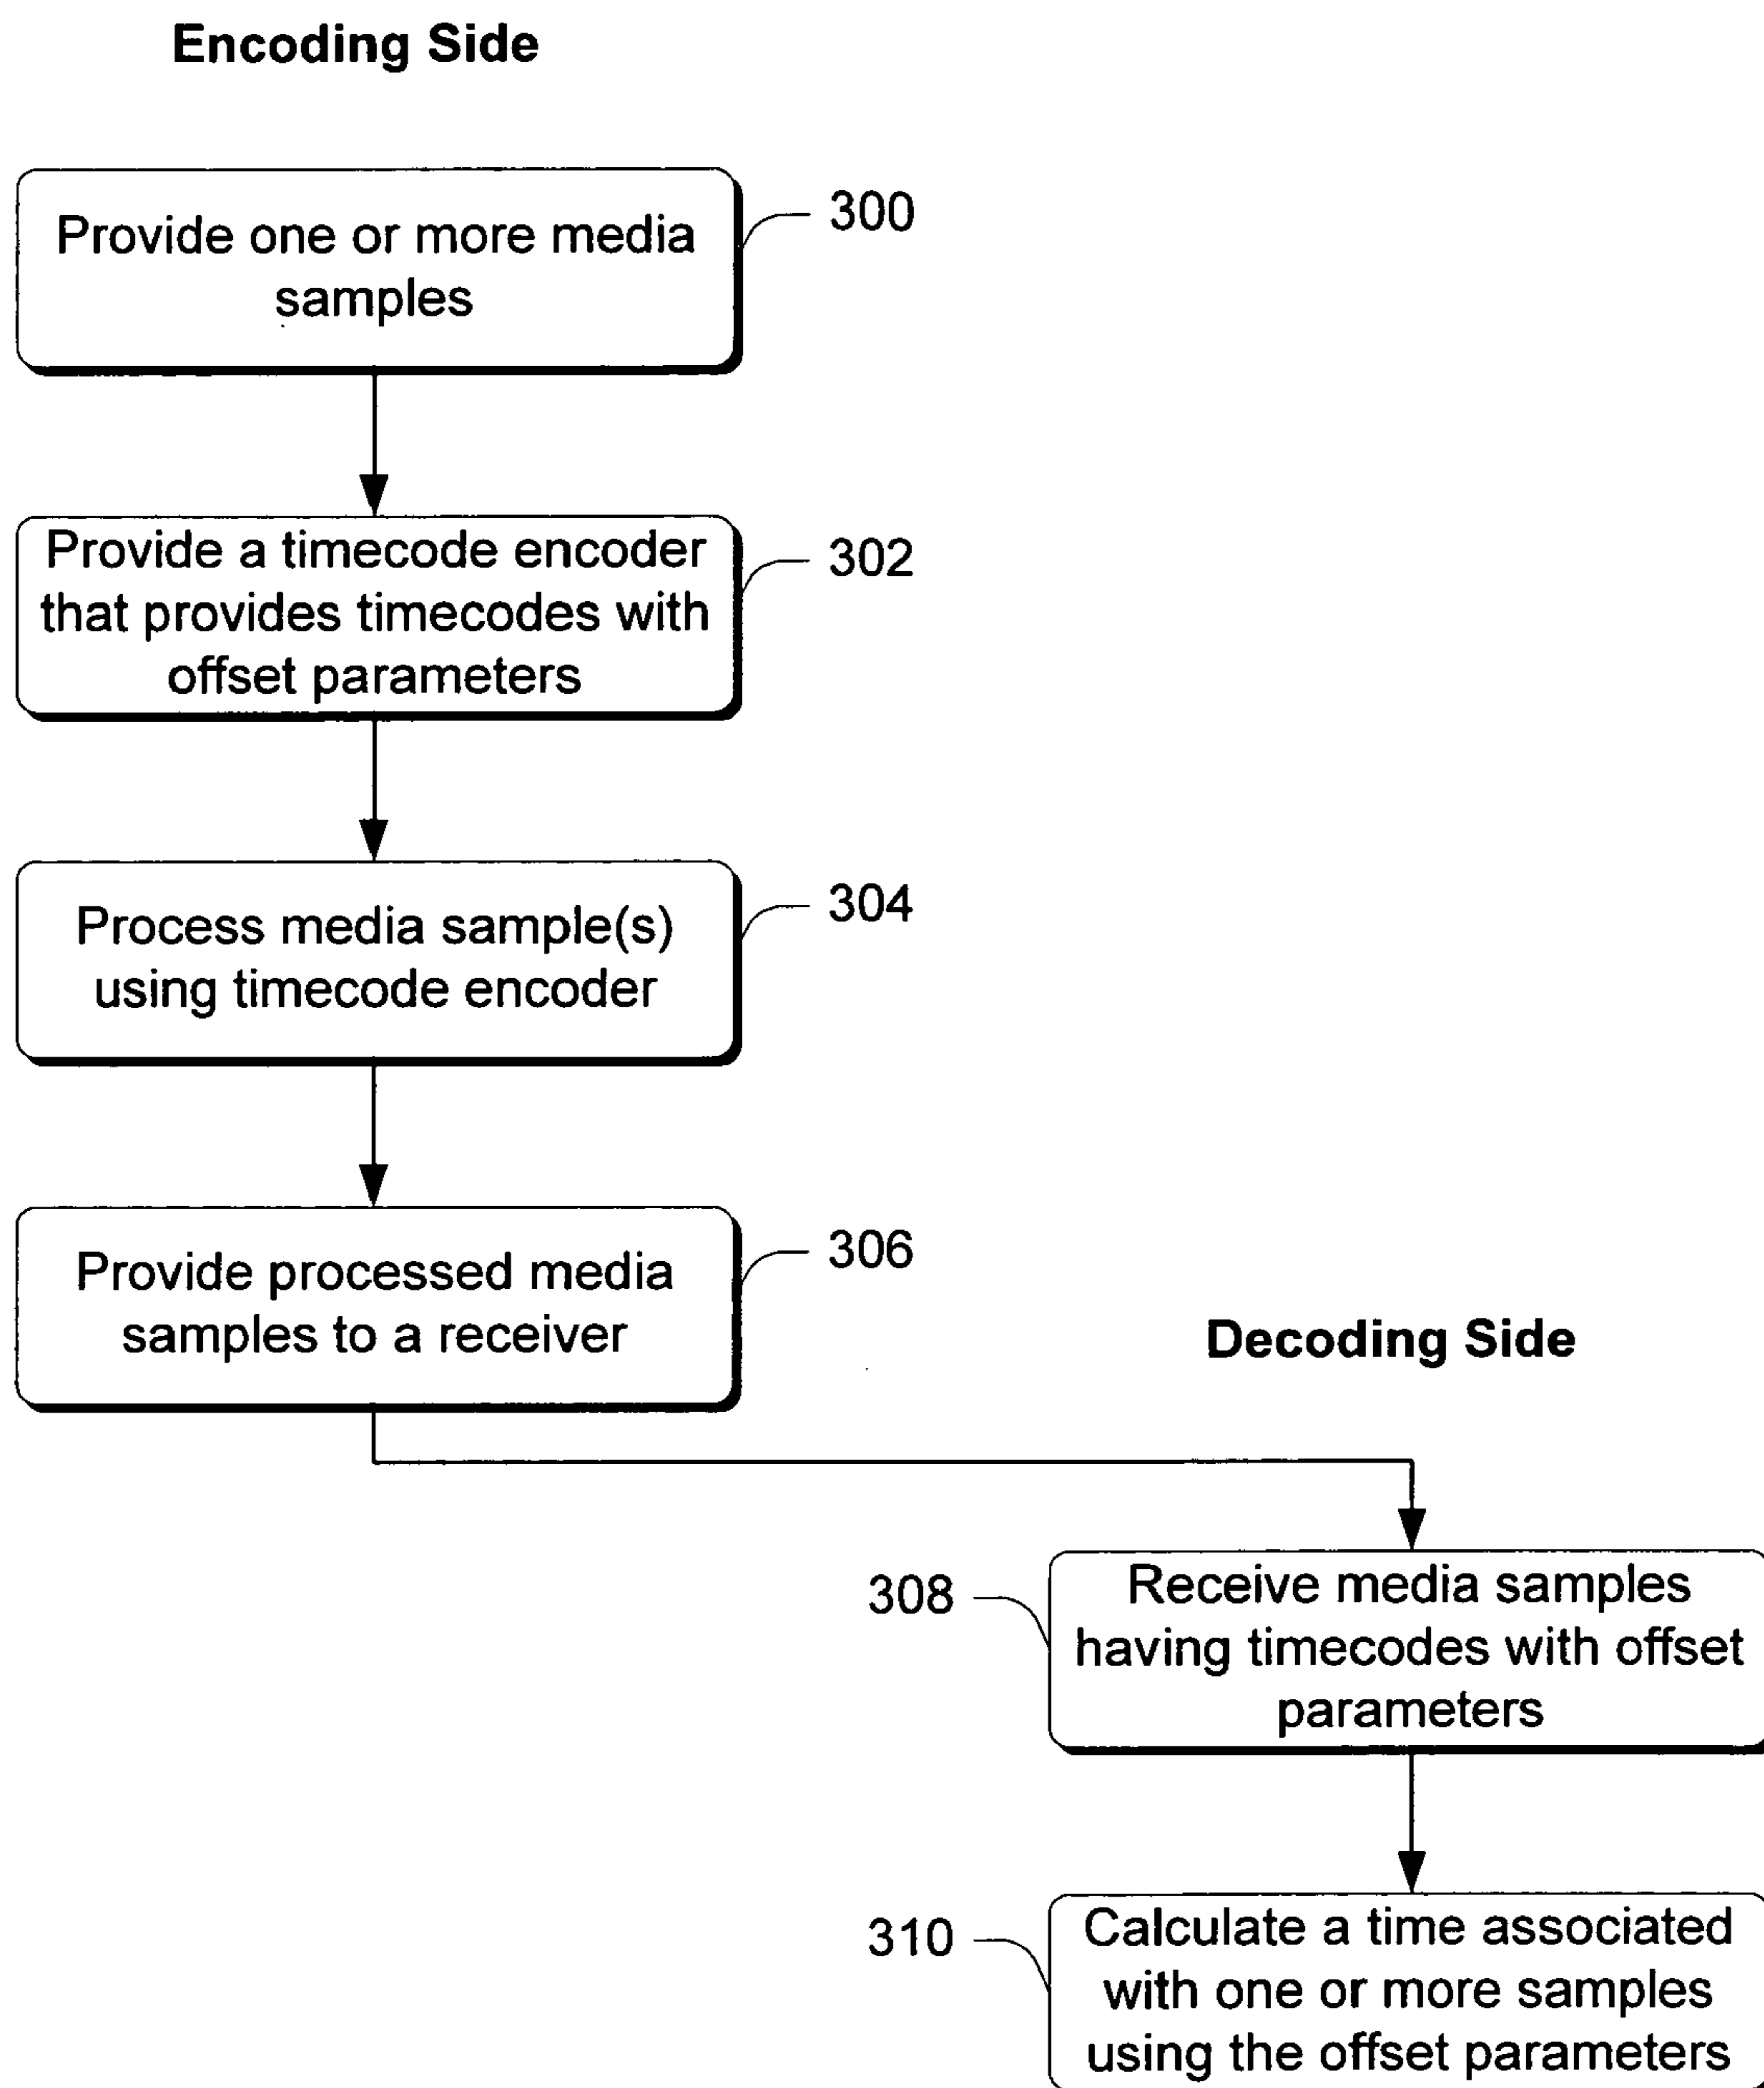 Encoding Side
Provide one or more media
samples
300
Provide a timecode encoder
that provides timecodes with
offset parameters
302
Process media sample(s)
using timecode encoder
304
Provide processed media
samples to a receiver
306
Decoding Side
308
Receive media samples
having timecodes with offset
parameters
310
Calculate a time associated
with one or more samples
using the offset parameters